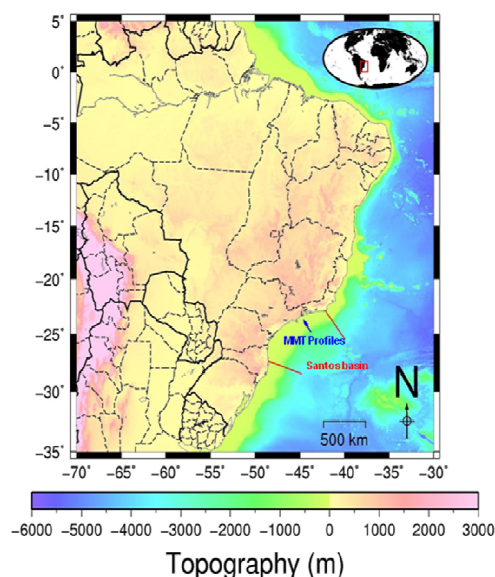 5°
0°
−5°
−10°
−15°
−20°
−25°
−30°
−35°
MMT Profiles
Santos basin
N
500 km
−70° −65° −60° −55° −50° −45° −40° −35° −30°
−6000 −5000 −4000 −3000 −2000 −1000 0 1000 2000 3000
Topography (m)